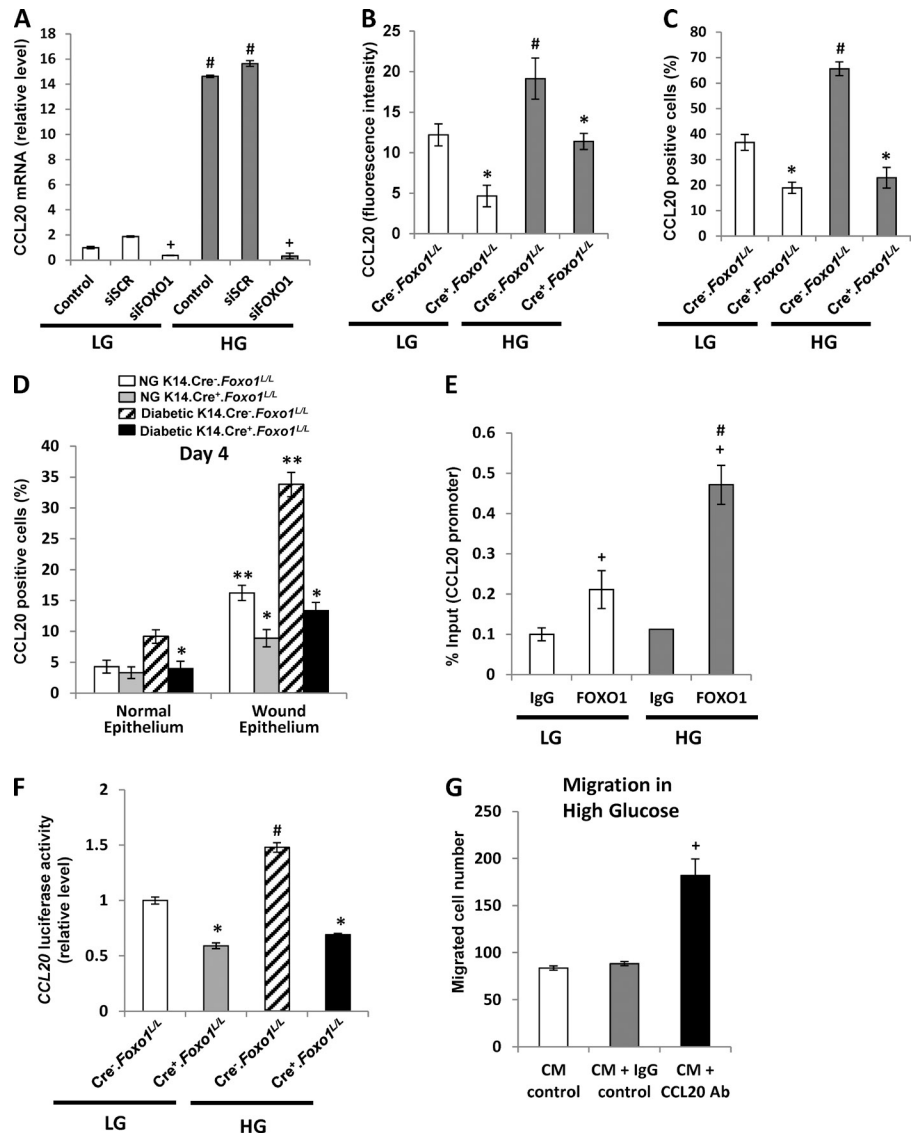 A
CCL20 mRNA (relative level)
18
16
14
12
10
8
6
4
2
0
# #
+ +
Control siSCR siFOXO1 Control siSCR siFOXO1
LG HG
B
CCL20 (fluorescence intensity)
25
20
15
10
5
0
* # *
Cre-.Foxo1L/L Cre+.Foxo1L/L Cre-.Foxo1L/L Cre+.Foxo1L/L
LG HG
C
CCL20 positive cells (%)
80
70
60
50
40
30
20
10
0
* # *
Cre-.Foxo1L/L Cre+.Foxo1L/L Cre-.Foxo1L/L Cre+.Foxo1L/L
LG HG
D
NG K14.Cre-.Foxo1L/L
NG K14.Cre+.Foxo1L/L
Diabetic K14.Cre-.Foxo1L/L
Diabetic K14.Cre+.Foxo1L/L
Day 4
CCL20 positive cells (%)
40
35
30
25
20
15
10
5
0
* ** * ** *
Normal Epithelium
Wound Epithelium
E
% Input (CCL20 promoter)
0.6
0.5
0.4
0.3
0.2
0.1
0
#
+ +
IgG FOXO1 IgG FOXO1
LG HG
F
CCL20 luciferase activity
(relative level)
2
1.5
1
0.5
0
* # *
Cre-.Foxo1L/L Cre+.Foxo1L/L Cre-.Foxo1L/L Cre+.Foxo1L/L
LG HG
G
Migration in
High Glucose
Migrated cell number
250
200
150
100
50
0
+
CM control
CM + IgG control
CM + CCL20 Ab